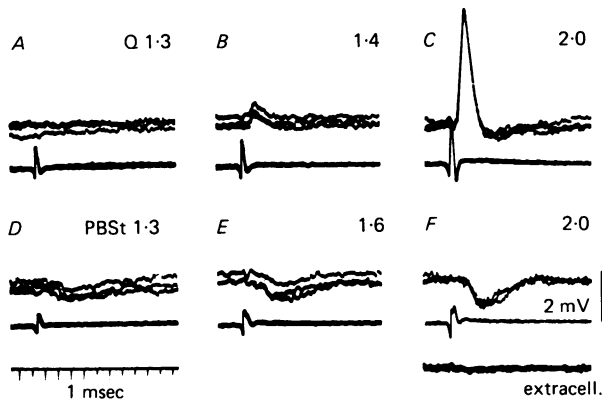 A Q 1·3 B 1·4 C 2·0
D PBSt 1·3 E 1·6 F 2·0
2 mV
1 msec
extracell.